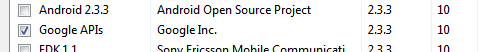 Android 2.3.3 Android Open Source Project 2.3.3 10
Google APIs Google Inc. 2.3.3 10
EDK 1.1 Sony Ericsson Mobile Communicati... 2.3.3 10